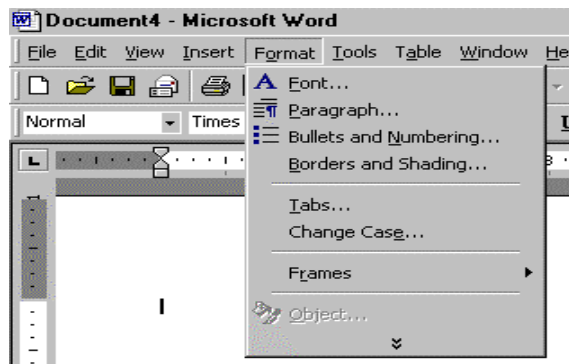 Document4 - Microsoft Word
File Edit View Insert Format Tools Table Window He
Font...
Paragraph...
Normal Times
Bullets and Numbering...
Borders and Shading...
Tabs...
Change Case...
Frames
Object...